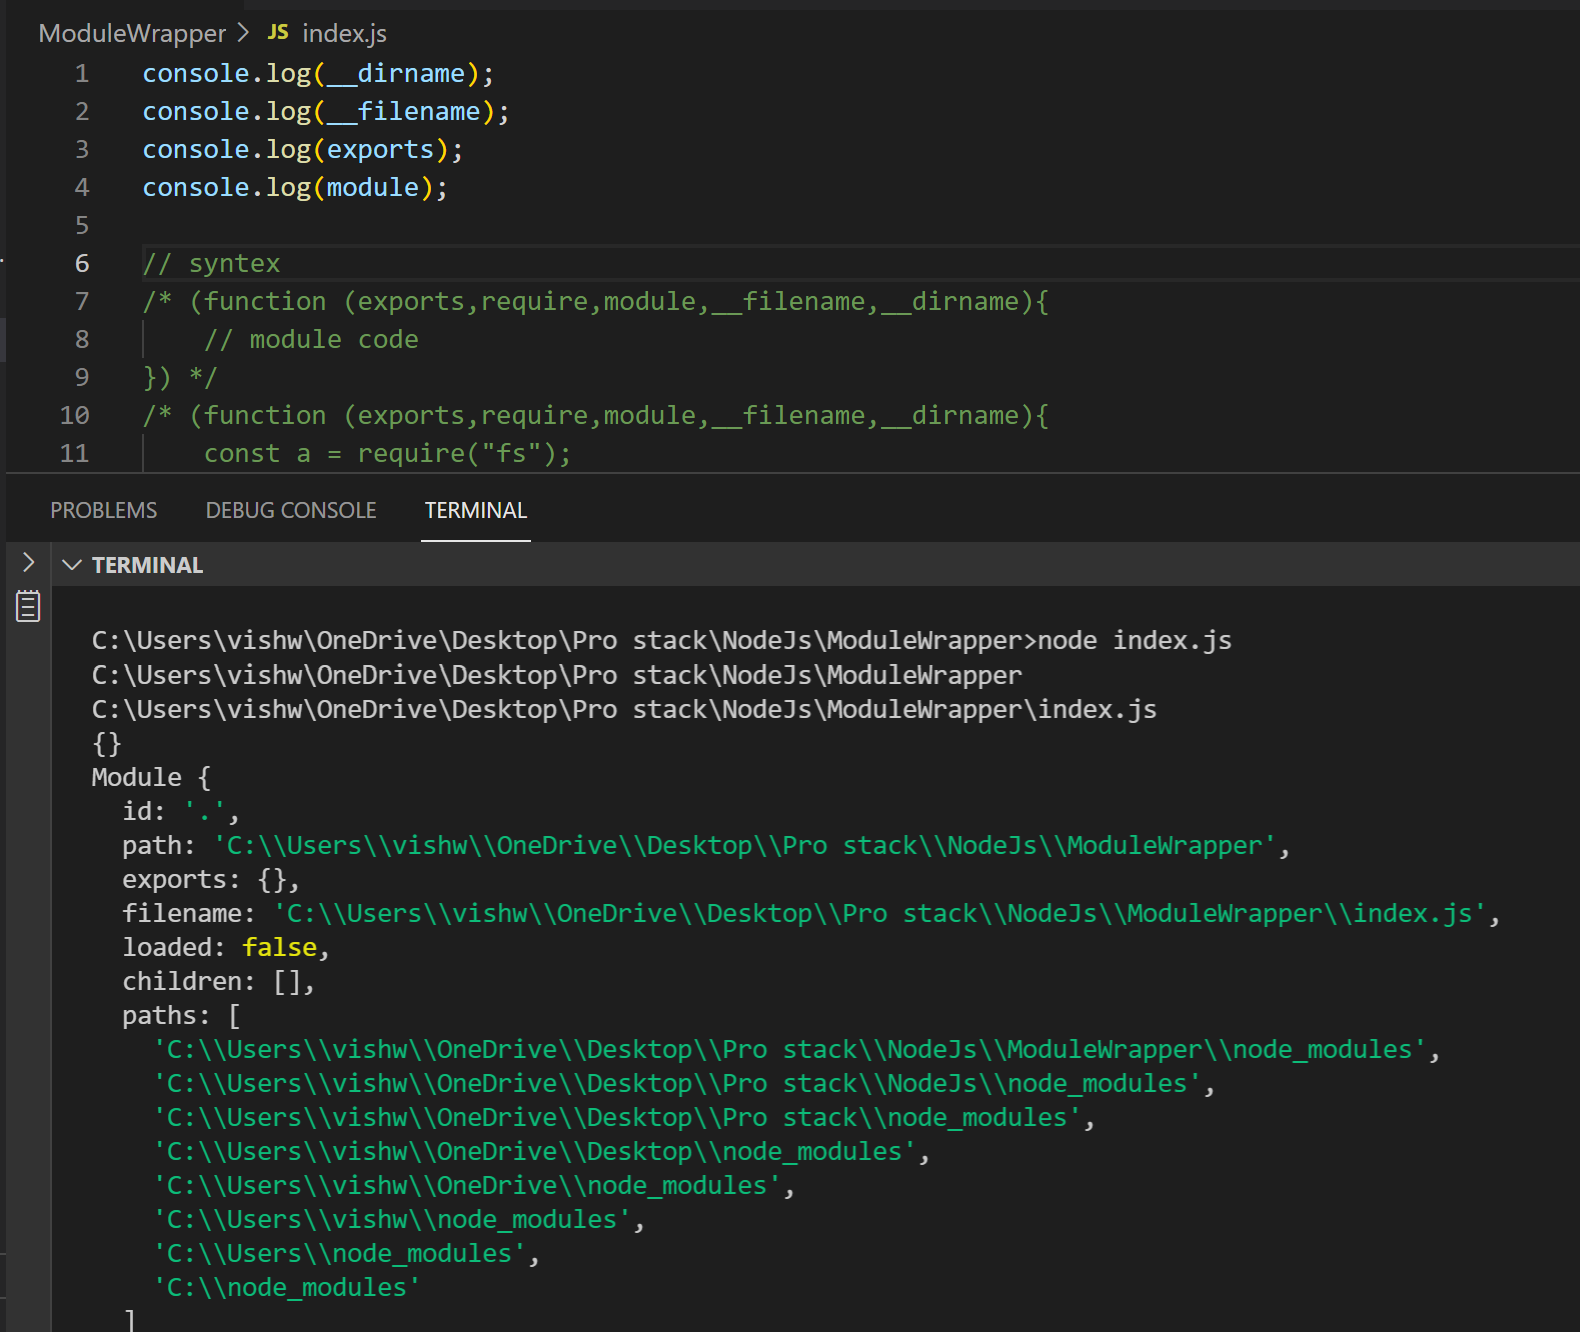 ModuleWrapper > JS index.js
1 console.log(__dirname);
2 console.log(__filename);
3 console.log(exports);
4 console.log(module);
5
6 // syntex
7 /* (function (exports,require,module,__filename,__dirname){
8 // module code
9 }) */
10 /* (function (exports,require,module,__filename,__dirname){
11 const a = require("fs");
PROBLEMS DEBUG CONSOLE TERMINAL
TERMINAL
C:\Users\vishw\OneDrive\Desktop\Pro stack\NodeJs\ModuleWrapper>node index.js
C:\Users\vishw\OneDrive\Desktop\Pro stack\NodeJs\ModuleWrapper
C:\Users\vishw\OneDrive\Desktop\Pro stack\NodeJs\ModuleWrapper\index.js
{}
Module {
id: '.',
path: 'C:\\Users\\vishw\\OneDrive\\Desktop\\Pro stack\\NodeJs\\ModuleWrapper',
exports: {},
filename: 'C:\\Users\\vishw\\OneDrive\\Desktop\\Pro stack\\NodeJs\\ModuleWrapper\\index.js',
loaded: false,
children: [],
paths: [
'C:\\Users\\vishw\\OneDrive\\Desktop\\Pro stack\\NodeJs\\ModuleWrapper\\node_modules',
'C:\\Users\\vishw\\OneDrive\\Desktop\\Pro stack\\NodeJs\\node_modules',
'C:\\Users\\vishw\\OneDrive\\Desktop\\Pro stack\\node_modules',
'C:\\Users\\vishw\\OneDrive\\Desktop\\node_modules',
'C:\\Users\\vishw\\OneDrive\\node_modules',
'C:\\Users\\vishw\\node_modules',
'C:\\Users\\node_modules',
'C:\\node_modules'
]